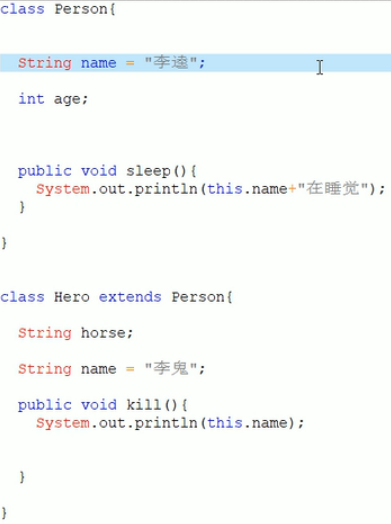 class Person{
String name = "李逵";
int age;
public void sleep(){
System.out.println(this.name+"在睡觉");
}
}
class Hero extends Person{
String horse;
String name = "李鬼";
public void kill(){
System.out.println(this.name);
}
}